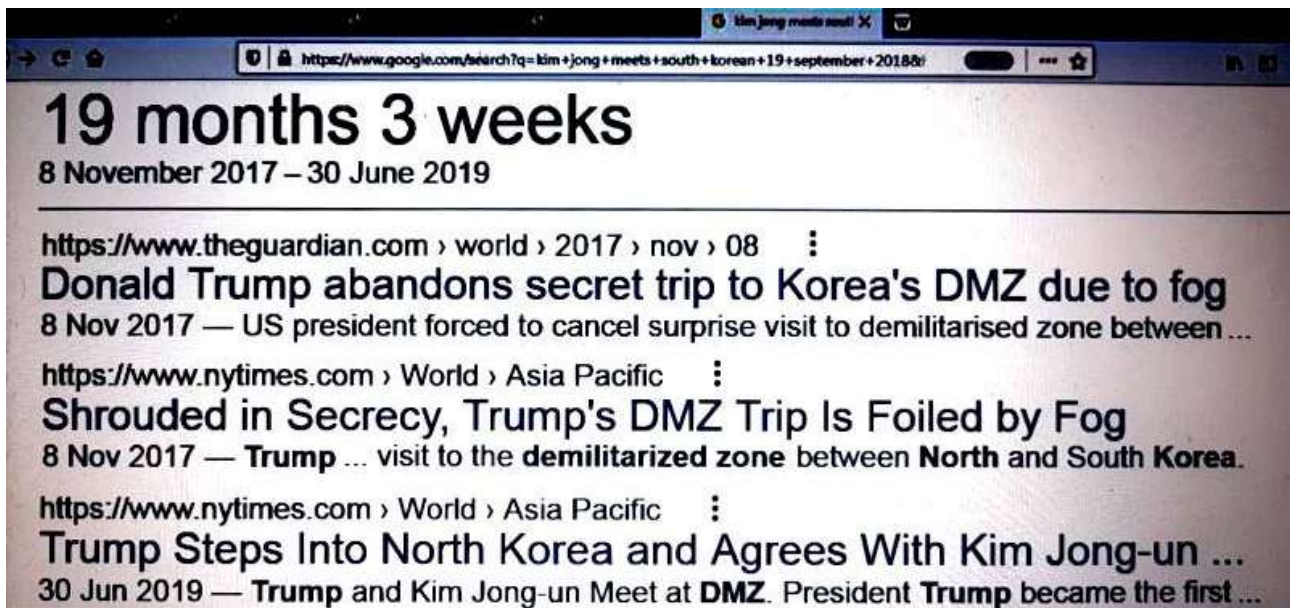 kim jong meets sout
https://www.google.com/search?q=kim+jong+meets+south+korean+19+september+2018&
19 months 3 weeks
8 November 2017 – 30 June 2019
https://www.theguardian.com › world › 2017 › nov › 08
Donald Trump abandons secret trip to Korea's DMZ due to fog
8 Nov 2017 — US president forced to cancel surprise visit to demilitarised zone between ...
https://www.nytimes.com › World › Asia Pacific
Shrouded in Secrecy, Trump's DMZ Trip Is Foiled by Fog
8 Nov 2017 — Trump ... visit to the demilitarized zone between North and South Korea.
https://www.nytimes.com › World › Asia Pacific
Trump Steps Into North Korea and Agrees With Kim Jong-un ...
30 Jun 2019 — Trump and Kim Jong-un Meet at DMZ. President Trump became the first ...